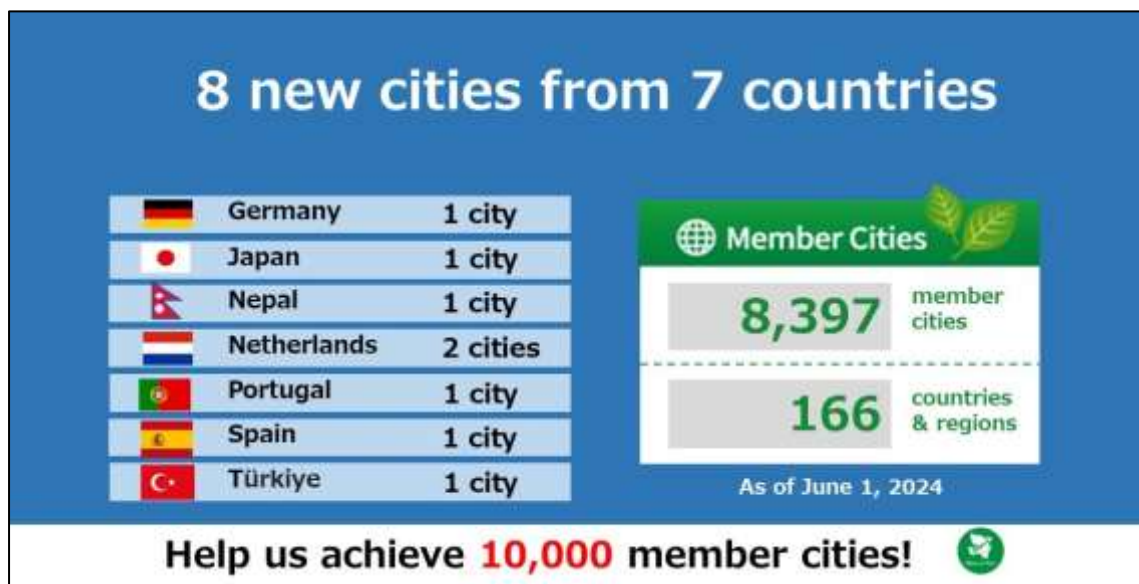 8 new cities from 7 countries
Germany 1 city
Japan 1 city
Nepal 1 city
Netherlands 2 cities
Portugal 1 city
Spain 1 city
Türkiye 1 city
Member Cities
8,397 member cities
166 countries & regions
As of June 1, 2024
Help us achieve 10,000 member cities!